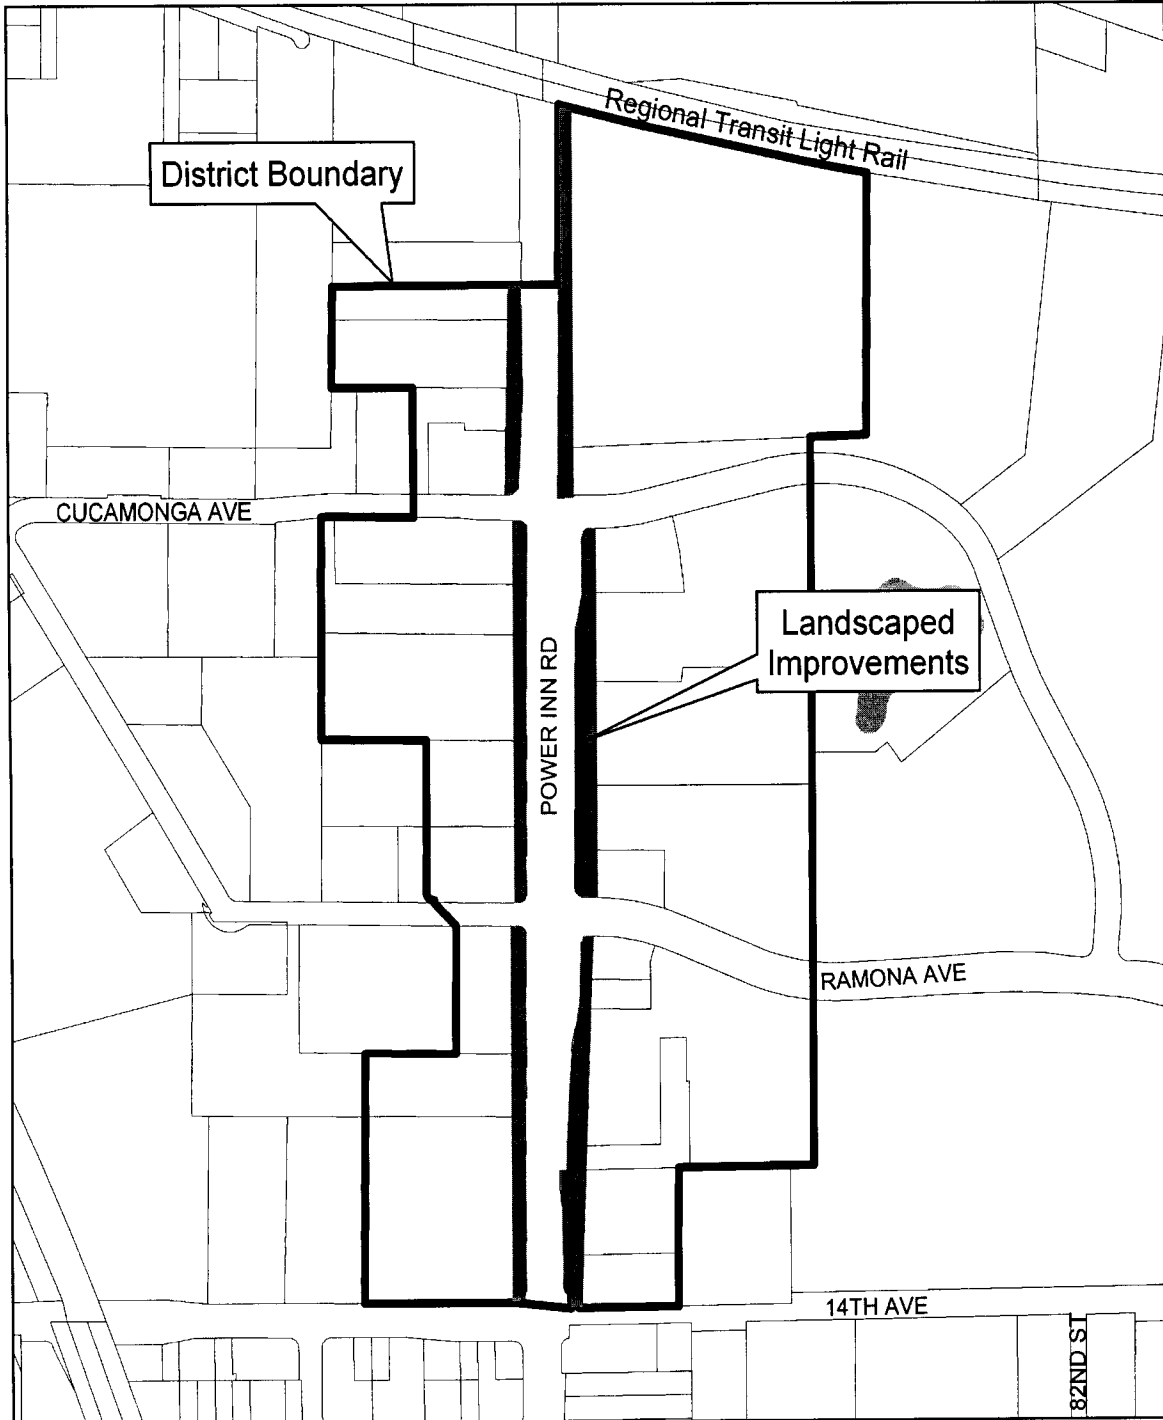 Regional Transit Light Rail
District Boundary
CUCAMONGA AVE
Landscaped
Improvements
POWER INN RD
RAMONA AVE
14TH AVE
82ND ST